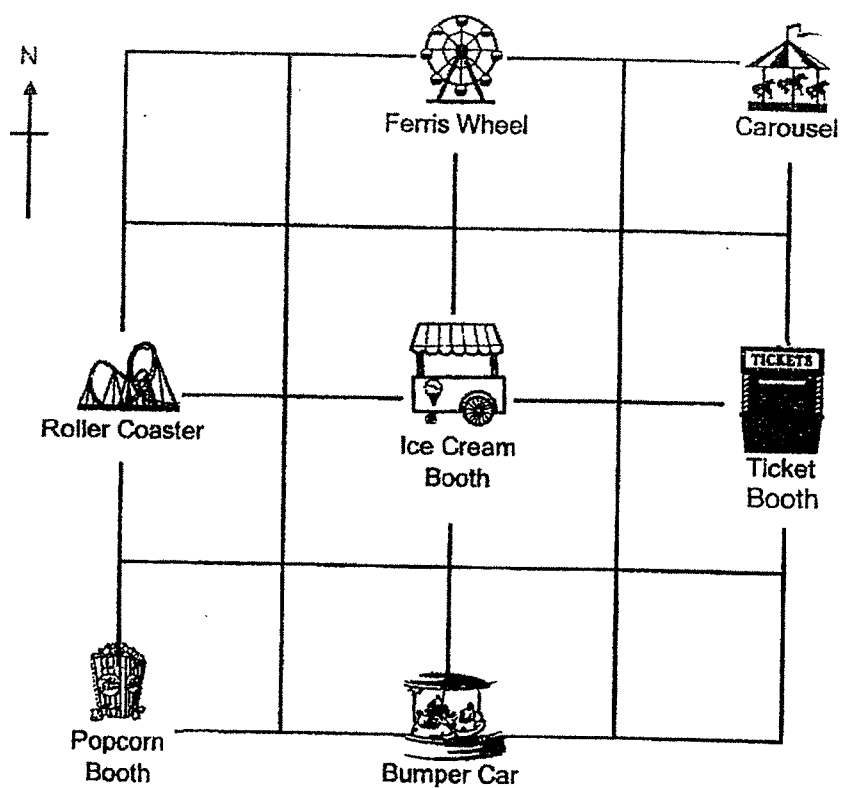 N
Ferris Wheel
Carousel
TICKETS
Roller Coaster
Ice Cream
Booth
Ticket
Booth
Popcorn
Booth
Bumper Car